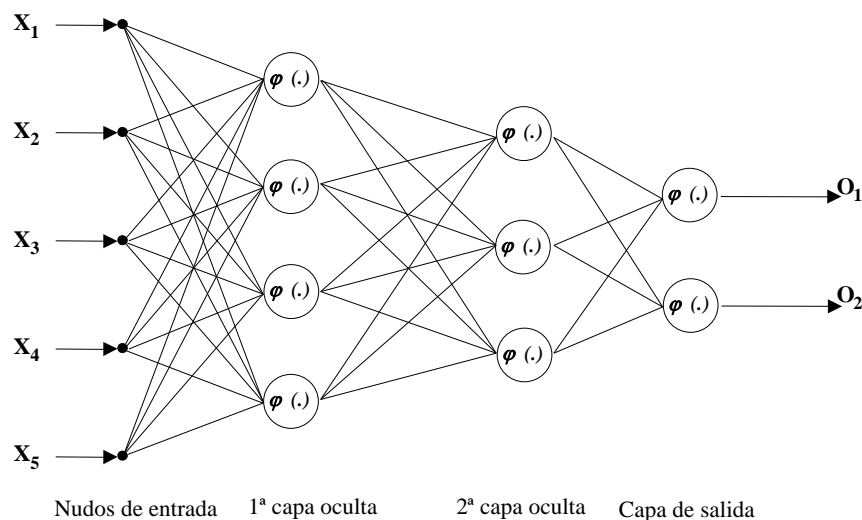 X1
φ (.)
X2
φ (.)
O1
φ (.)
φ (.)
X3
φ (.)
φ (.)
O2
φ (.)
X4
φ (.)
φ (.)
X5
Nudos de entrada
1ª capa oculta
2ª capa oculta
Capa de salida